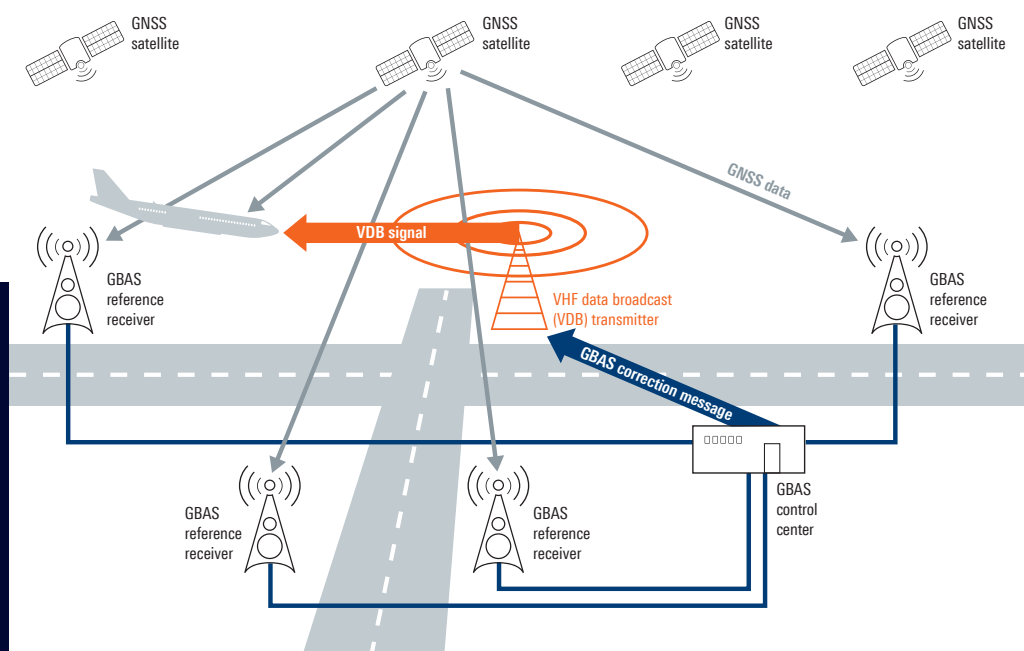 GNSS
satellite
GNSS
satellite
GNSS
satellite
GNSS
satellite
GNSS data
VDB signal
GBAS
reference
receiver
VHF data broadcast
(VDB) transmitter
GBAS
reference
receiver
GBAS correction message
GBAS
reference
receiver
GBAS
reference
receiver
GBAS
control
center